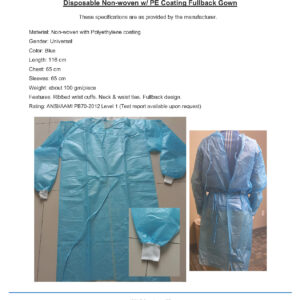 Disposable Non-woven w/ PE Coating Fullback Gown
These specifications are as provided by the manufacturer.
Material: Non-woven with Polyethylene coating
Gender: Universal
Color: Blue
Length: 116 cm
Chest: 65 cm
Sleeves: 65 cm
Weight: about 100 gm/piece
Features: Ribbed wrist cuffs. Neck & waist ties. Fullback design.
Rating: ANSI/AAMI PB70-2012 Level 1 (Test report available upon request)